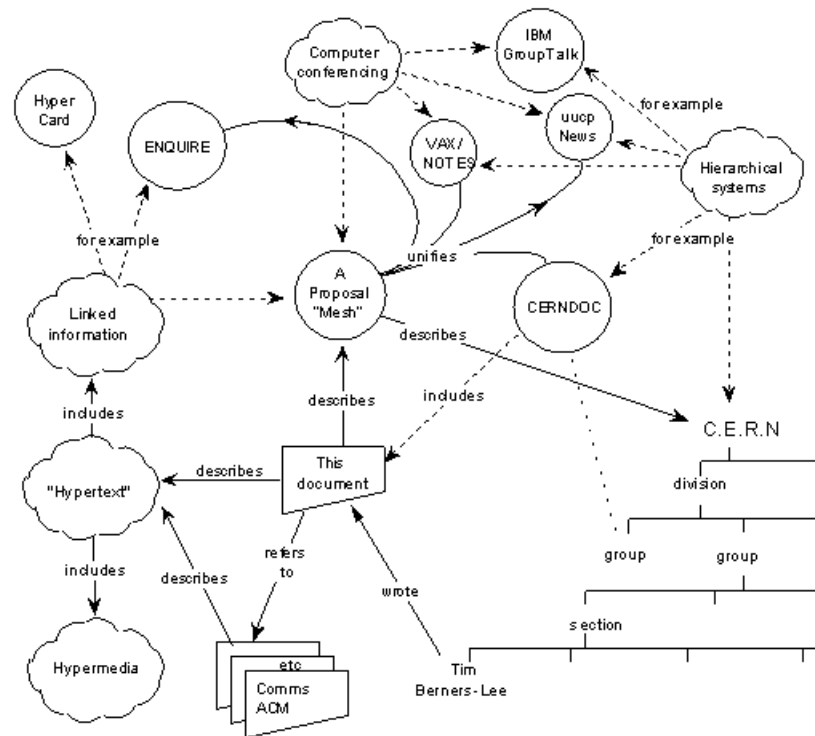 IBM
GroupTalk
Computer
conferencing
Hyper
Card
ENQUIRE
for example
uucp
News
VAX/
NOTES
Hierarchical
systems
for example
unifies
for example
A
Proposal
"Mesh"
CERNDOC
Linked
information
describes
includes
includes
describes
C.E.R.N
This
document
describes
division
"Hypertext"
refers
to
group
group
includes
describes
wrote
section
Hypermedia
etc
Tim
Berners-Lee
Comms
ACM